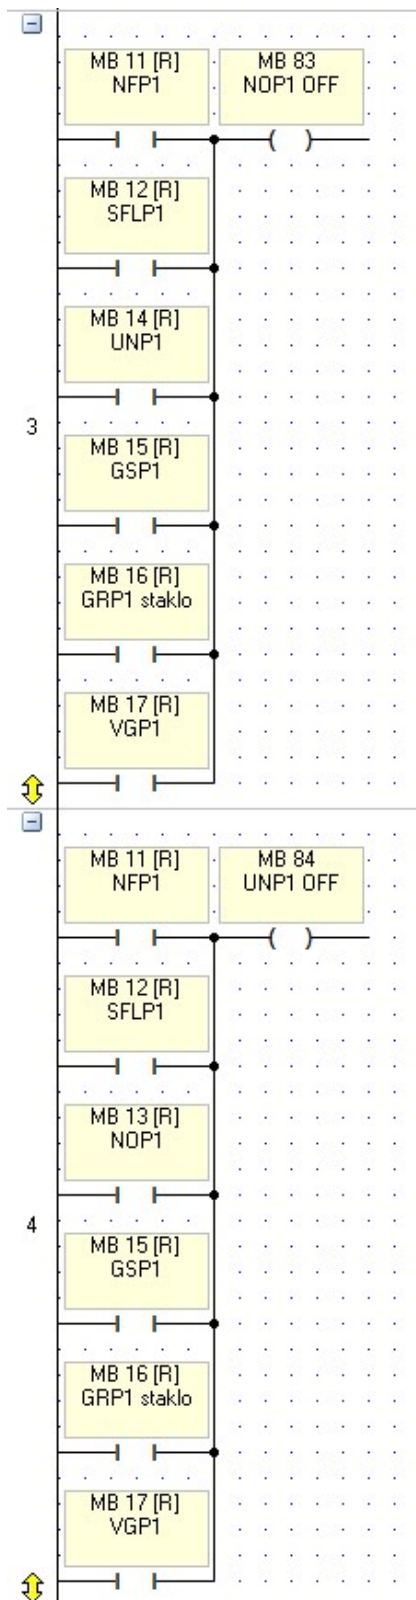 MB 11 [R]
NFP1
MB 83
NOP1 OFF
MB 12 [R]
SFLP1
MB 14 [R]
UNP1
3
MB 15 [R]
GSP1
MB 16 [R]
GRP1 staklo
MB 17 [R]
VGP1
MB 11 [R]
NFP1
MB 84
UNP1 OFF
MB 12 [R]
SFLP1
MB 13 [R]
NOP1
4
MB 15 [R]
GSP1
MB 16 [R]
GRP1 staklo
MB 17 [R]
VGP1